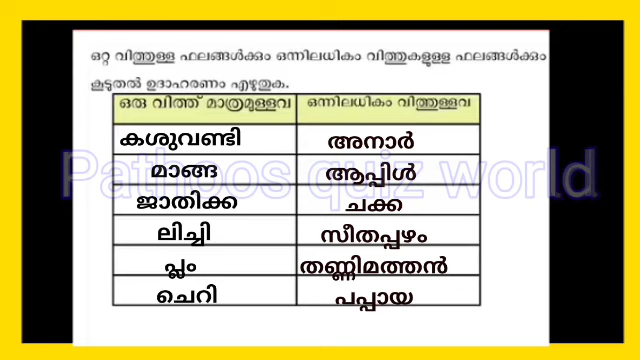 ഒറ്റ വിത്തുള്ള ഫലങ്ങൾക്കും ഒന്നിലധികം വിത്തുകളുള്ള ഫലങ്ങൾക്കും
കൂടുതൽ ഉദാഹരണം എഴുതുക.
ഒരു വിത്ത് മാത്രമുള്ളവ ഒന്നിലധികം വിത്തുള്ളവ
കശുവണ്ടി അനാർ
മാങ്ങ ആപ്പിൾ
Pathoos quiz world
ജാതിക്ക ചക്ക
ലിച്ചി സീതപ്പഴം
പ്ലം തണ്ണിമത്തൻ
ചെറി പപ്പായ